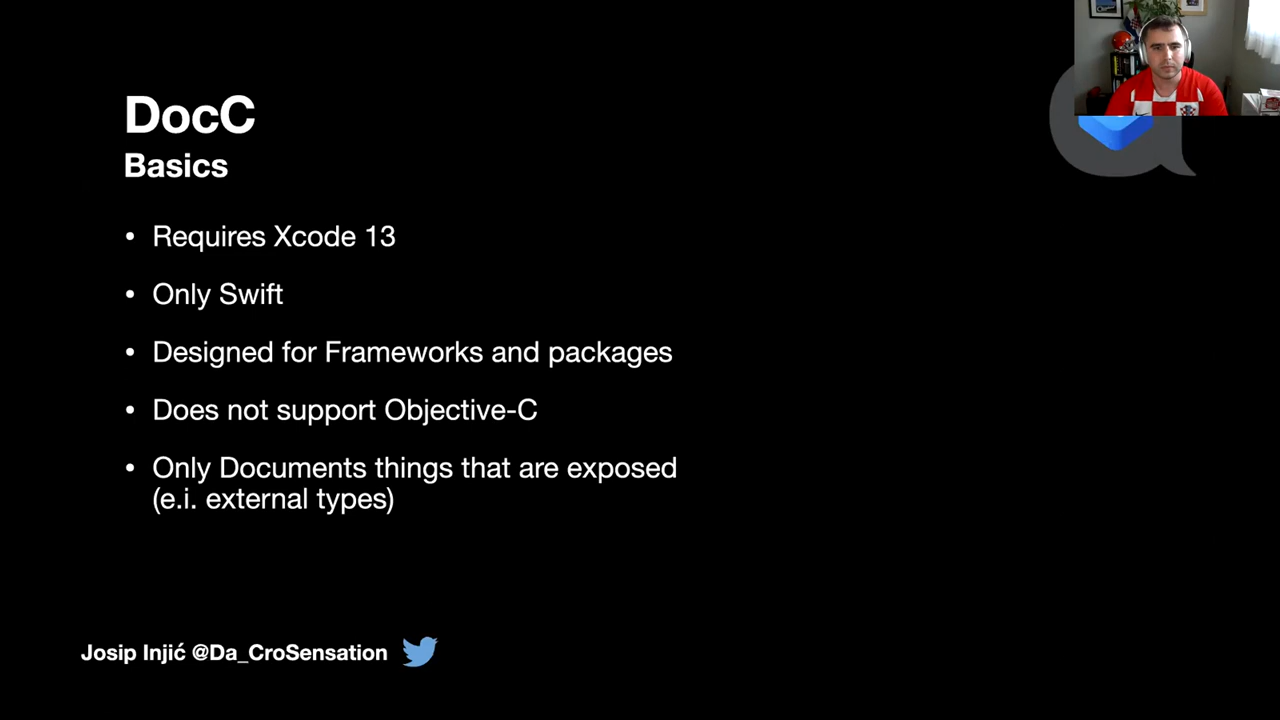 DocC
Basics
• Requires Xcode 13
• Only Swift
• Designed for Frameworks and packages
• Does not support Objective-C
• Only Documents things that are exposed
(e.i. external types)
Josip Injić @Da_CroSensation